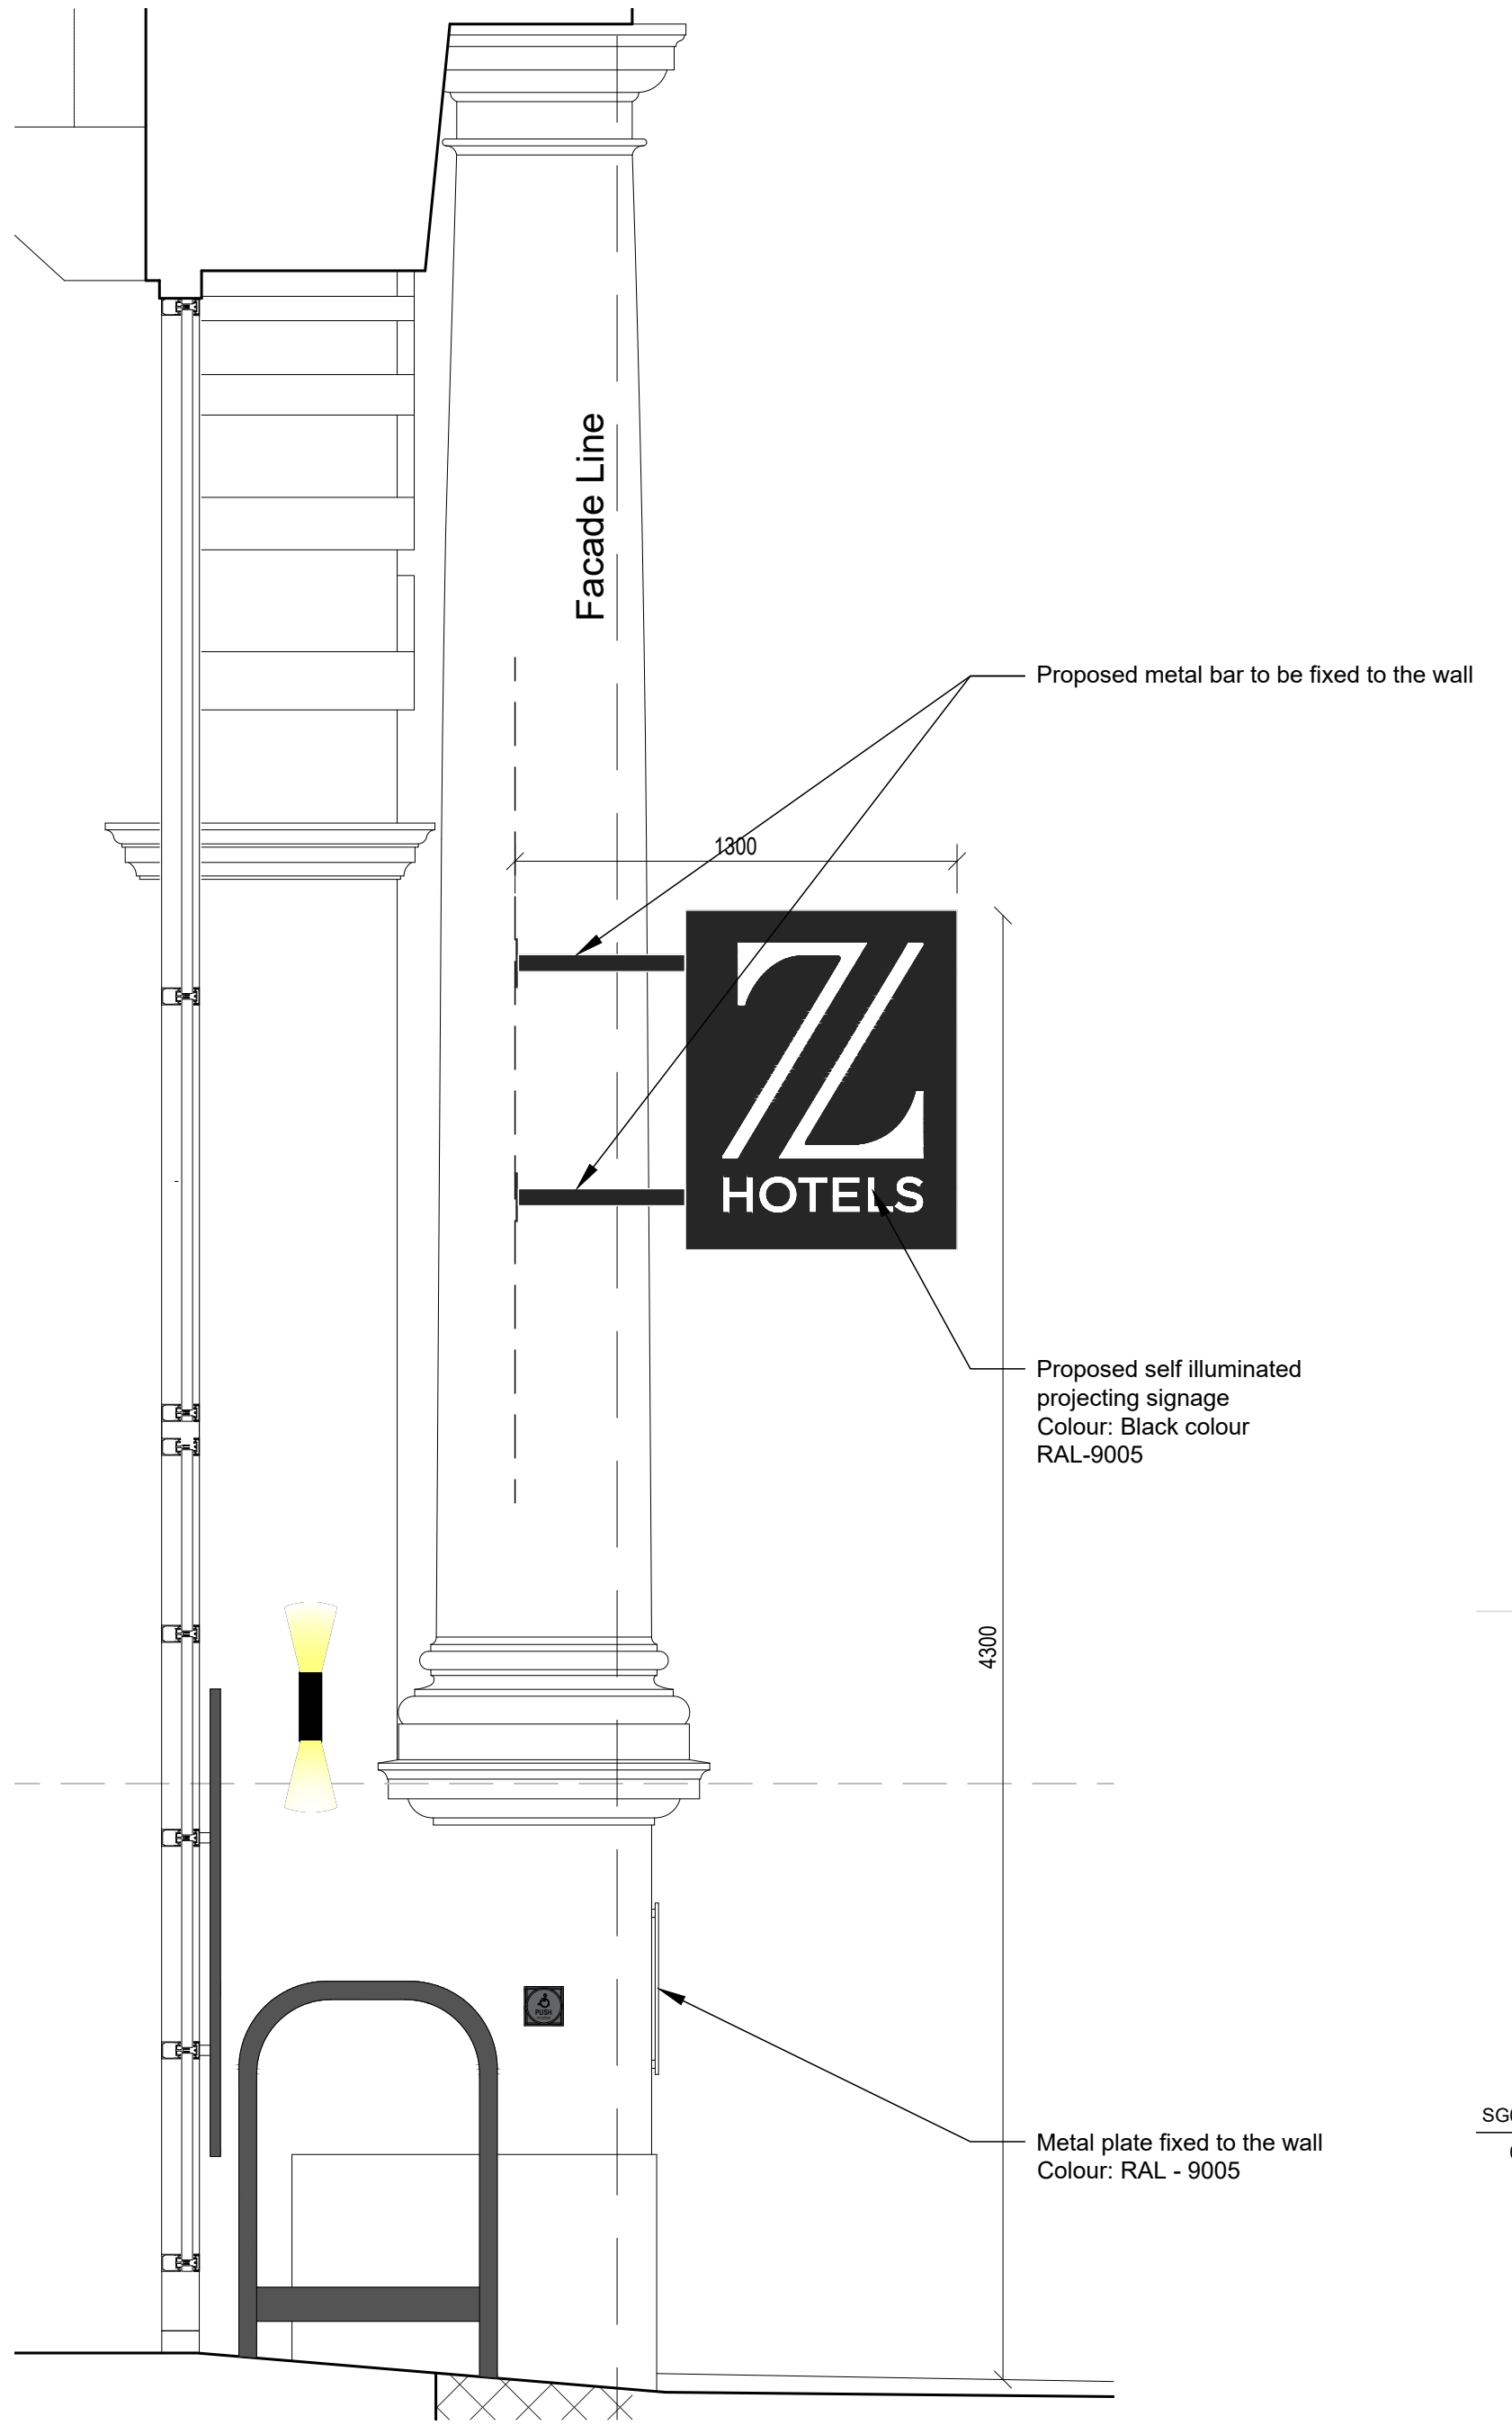 Facade Line
Proposed metal bar to be fixed to the wall
1300
Z
HOTELS
Proposed self illuminated
projecting signage
Colour: Black colour
RAL-9005
4300
PUSH
Metal plate fixed to the wall
Colour: RAL - 9005